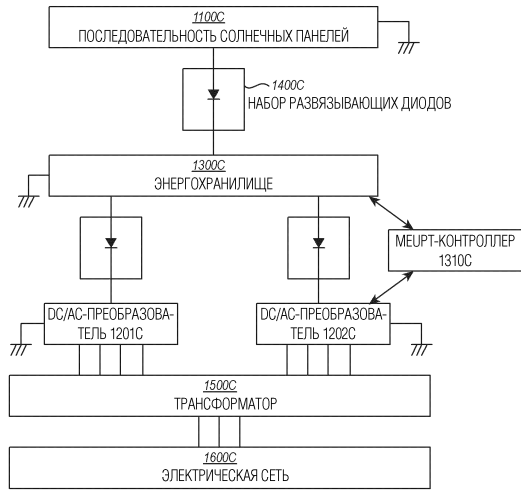 1100C
ПОСЛЕДОВАТЕЛЬНОСТЬ СОЛНЕЧНЫХ ПАНЕЛЕЙ
1400C
НАБОР РАЗВЯЗЫВАЮЩИХ ДИОДОВ
1300C
ЭНЕРГОХРАНИЛИЩЕ
MEUPT-КОНТРОЛЛЕР
1310C
DC/AC-ПРЕОБРАЗОВА-
ТЕЛЬ 1201C
DC/AC-ПРЕОБРАЗОВА-
ТЕЛЬ 1202C
1500C
ТРАНСФОРМАТОР
1600C
ЭЛЕКТРИЧЕСКАЯ СЕТЬ